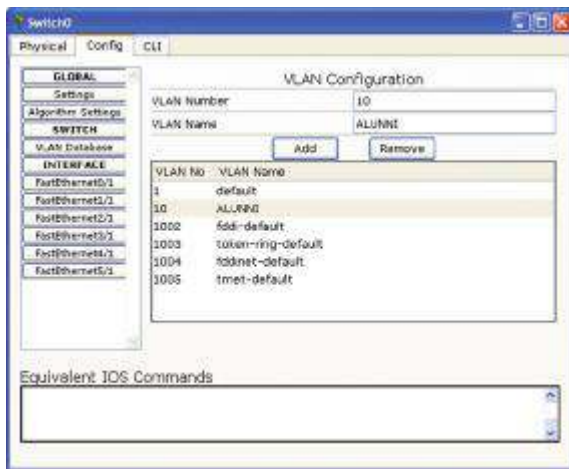 Switch0
Physical Config CLI
GLOBAL
Settings
Algorithm Settings
SWITCH
VLAN Database
INTERFACE
FastEthernet0/1
FastEthernet1/1
FastEthernet2/1
FastEthernet3/1
FastEthernet4/1
FastEthernet5/1
VLAN Configuration
VLAN Number 10
VLAN Name ALUNNI
Add Remove
VLAN No VLAN Name
1 default
10 ALUNNI
1002 fddi-default
1003 token-ring-default
1004 fddinet-default
1005 trnet-default
Equivalent IOS Commands